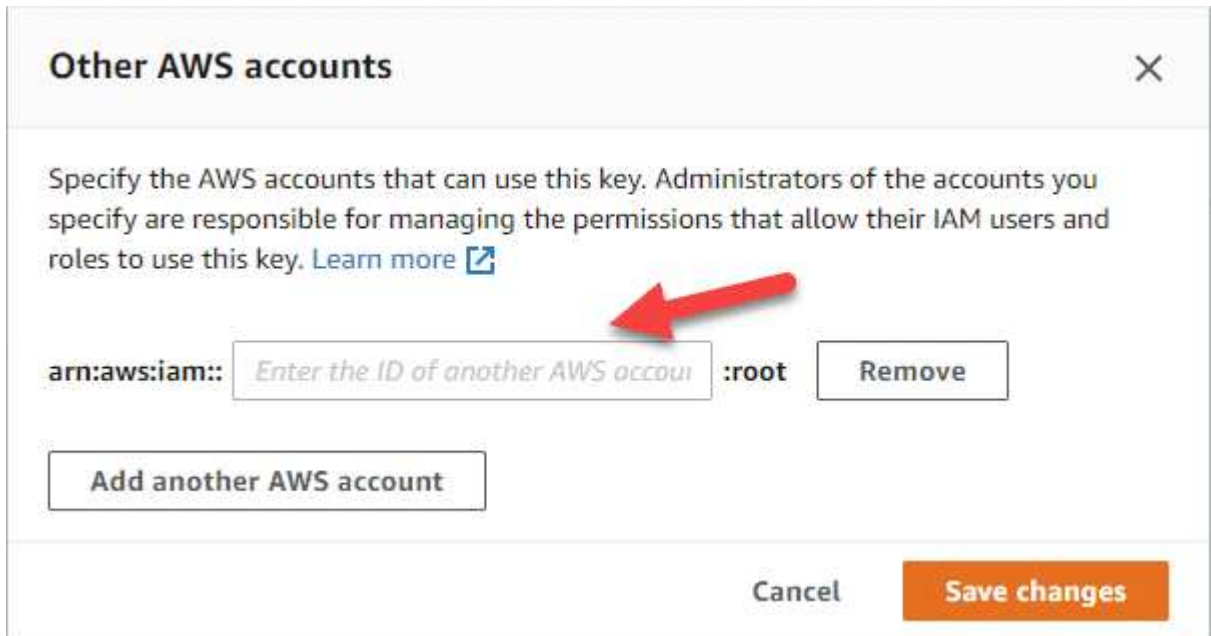 Other AWS accounts
Specify the AWS accounts that can use this key. Administrators of the accounts you
specify are responsible for managing the permissions that allow their IAM users and
roles to use this key. Learn more
arn:aws:iam:: Enter the ID of another AWS accou :root Remove
Add another AWS account
Cancel Save changes